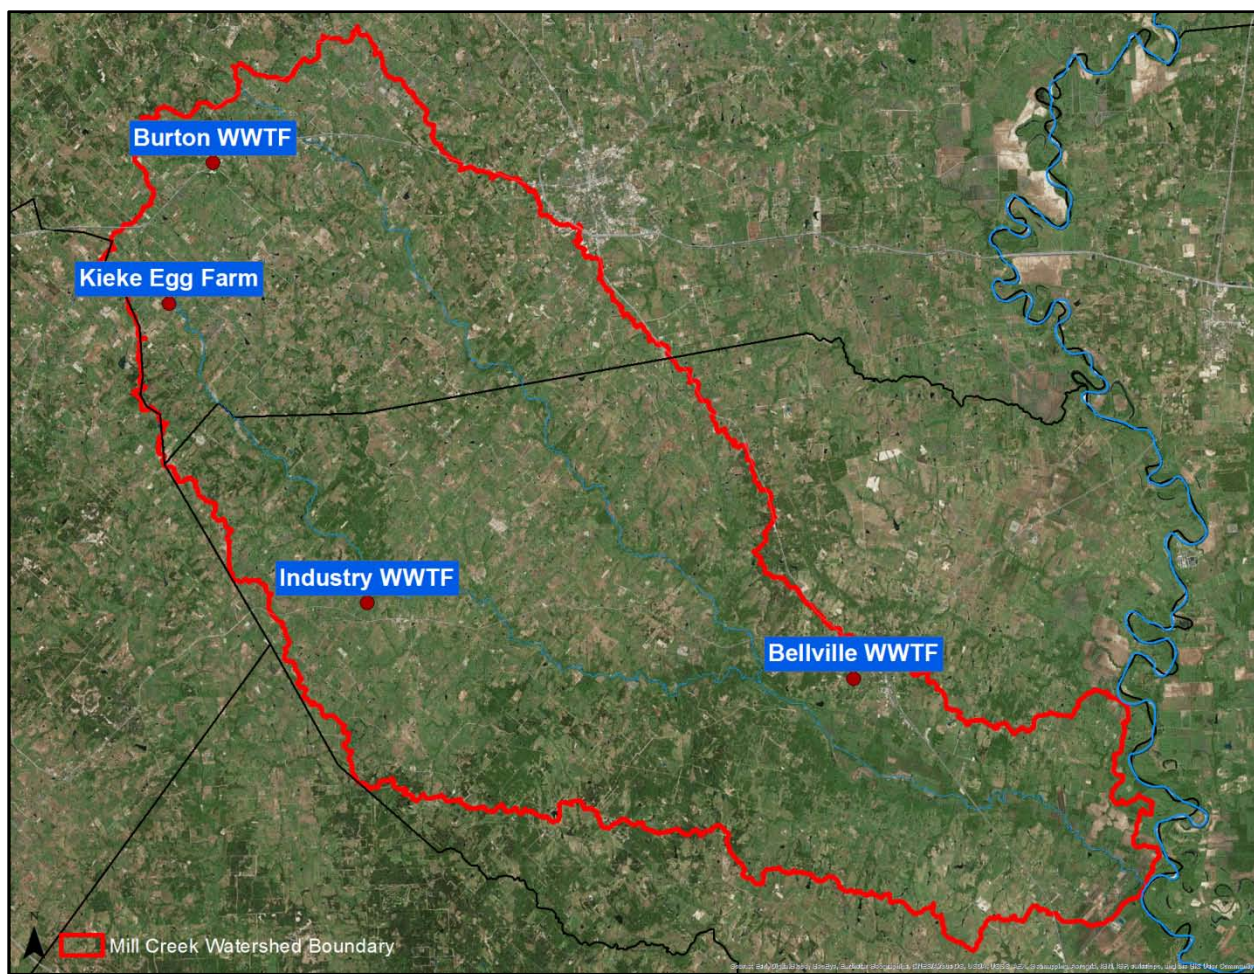 Burton WWTF
Kieke Egg Farm
Industry WWTF
Bellville WWTF
N
Mill Creek Watershed Boundary